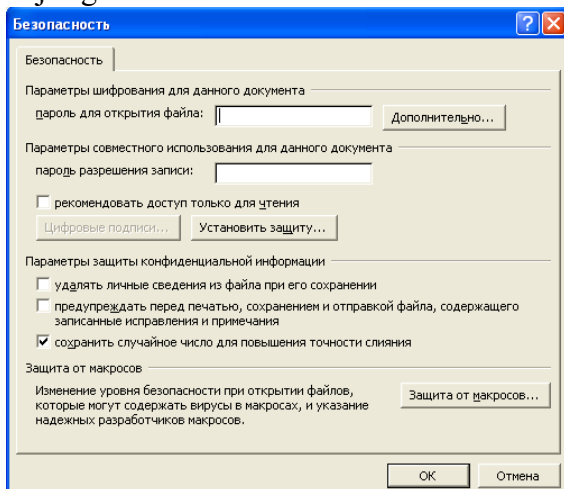 Безопасность
Безопасность
Параметры шифрования для данного документа
пароль для открытия файла:
Дополнительно...
Параметры совместного использования для данного документа
пароль разрешения записи:
рекомендовать доступ только для чтения
Цифровые подписи...
Установить защиту...
Параметры защиты конфиденциальной информации
удалять личные сведения из файла при его сохранении
предупреждать перед печатью, сохранением и отправкой файла, содержащего
записанные исправления и примечания
сохранить случайное число для повышения точности слияния
Защита от макросов
Изменение уровня безопасности при открытии файлов,
которые могут содержать вирусы в макросах, и указание
надежных разработчиков макросов.
Защита от макросов...
ОК
Отмена